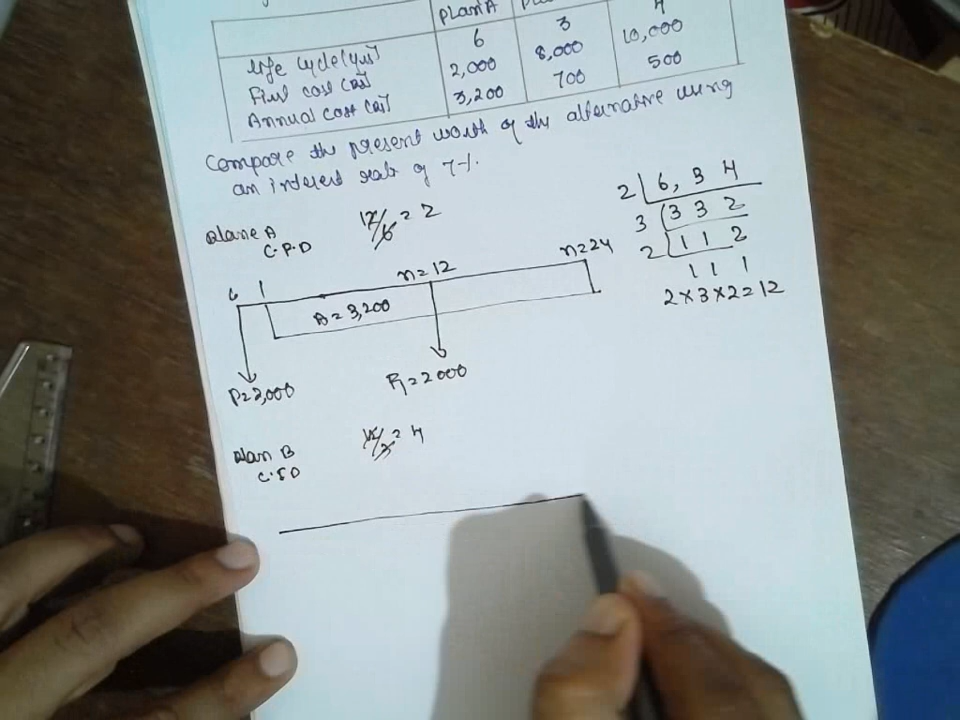 Plan A
6 3 4
Life cycle (yrs)
2,000 8,000 10,000
First cost (RS)
3,200 700 500
Annual cost (RS)
Compare the present worth of the alternative using
an interest rate of 7%.
2 | 6, 3 4
3 | 3 3 2
2 | 1 1 2
1 1 1
2 × 3 × 2 = 12
Plane A
12/6 = 2
C.F.D
1 n = 12 n = 24
A = 3,200
P = 2,000
P1 = 2000
Plan B
12/3 = 4
C.F.D